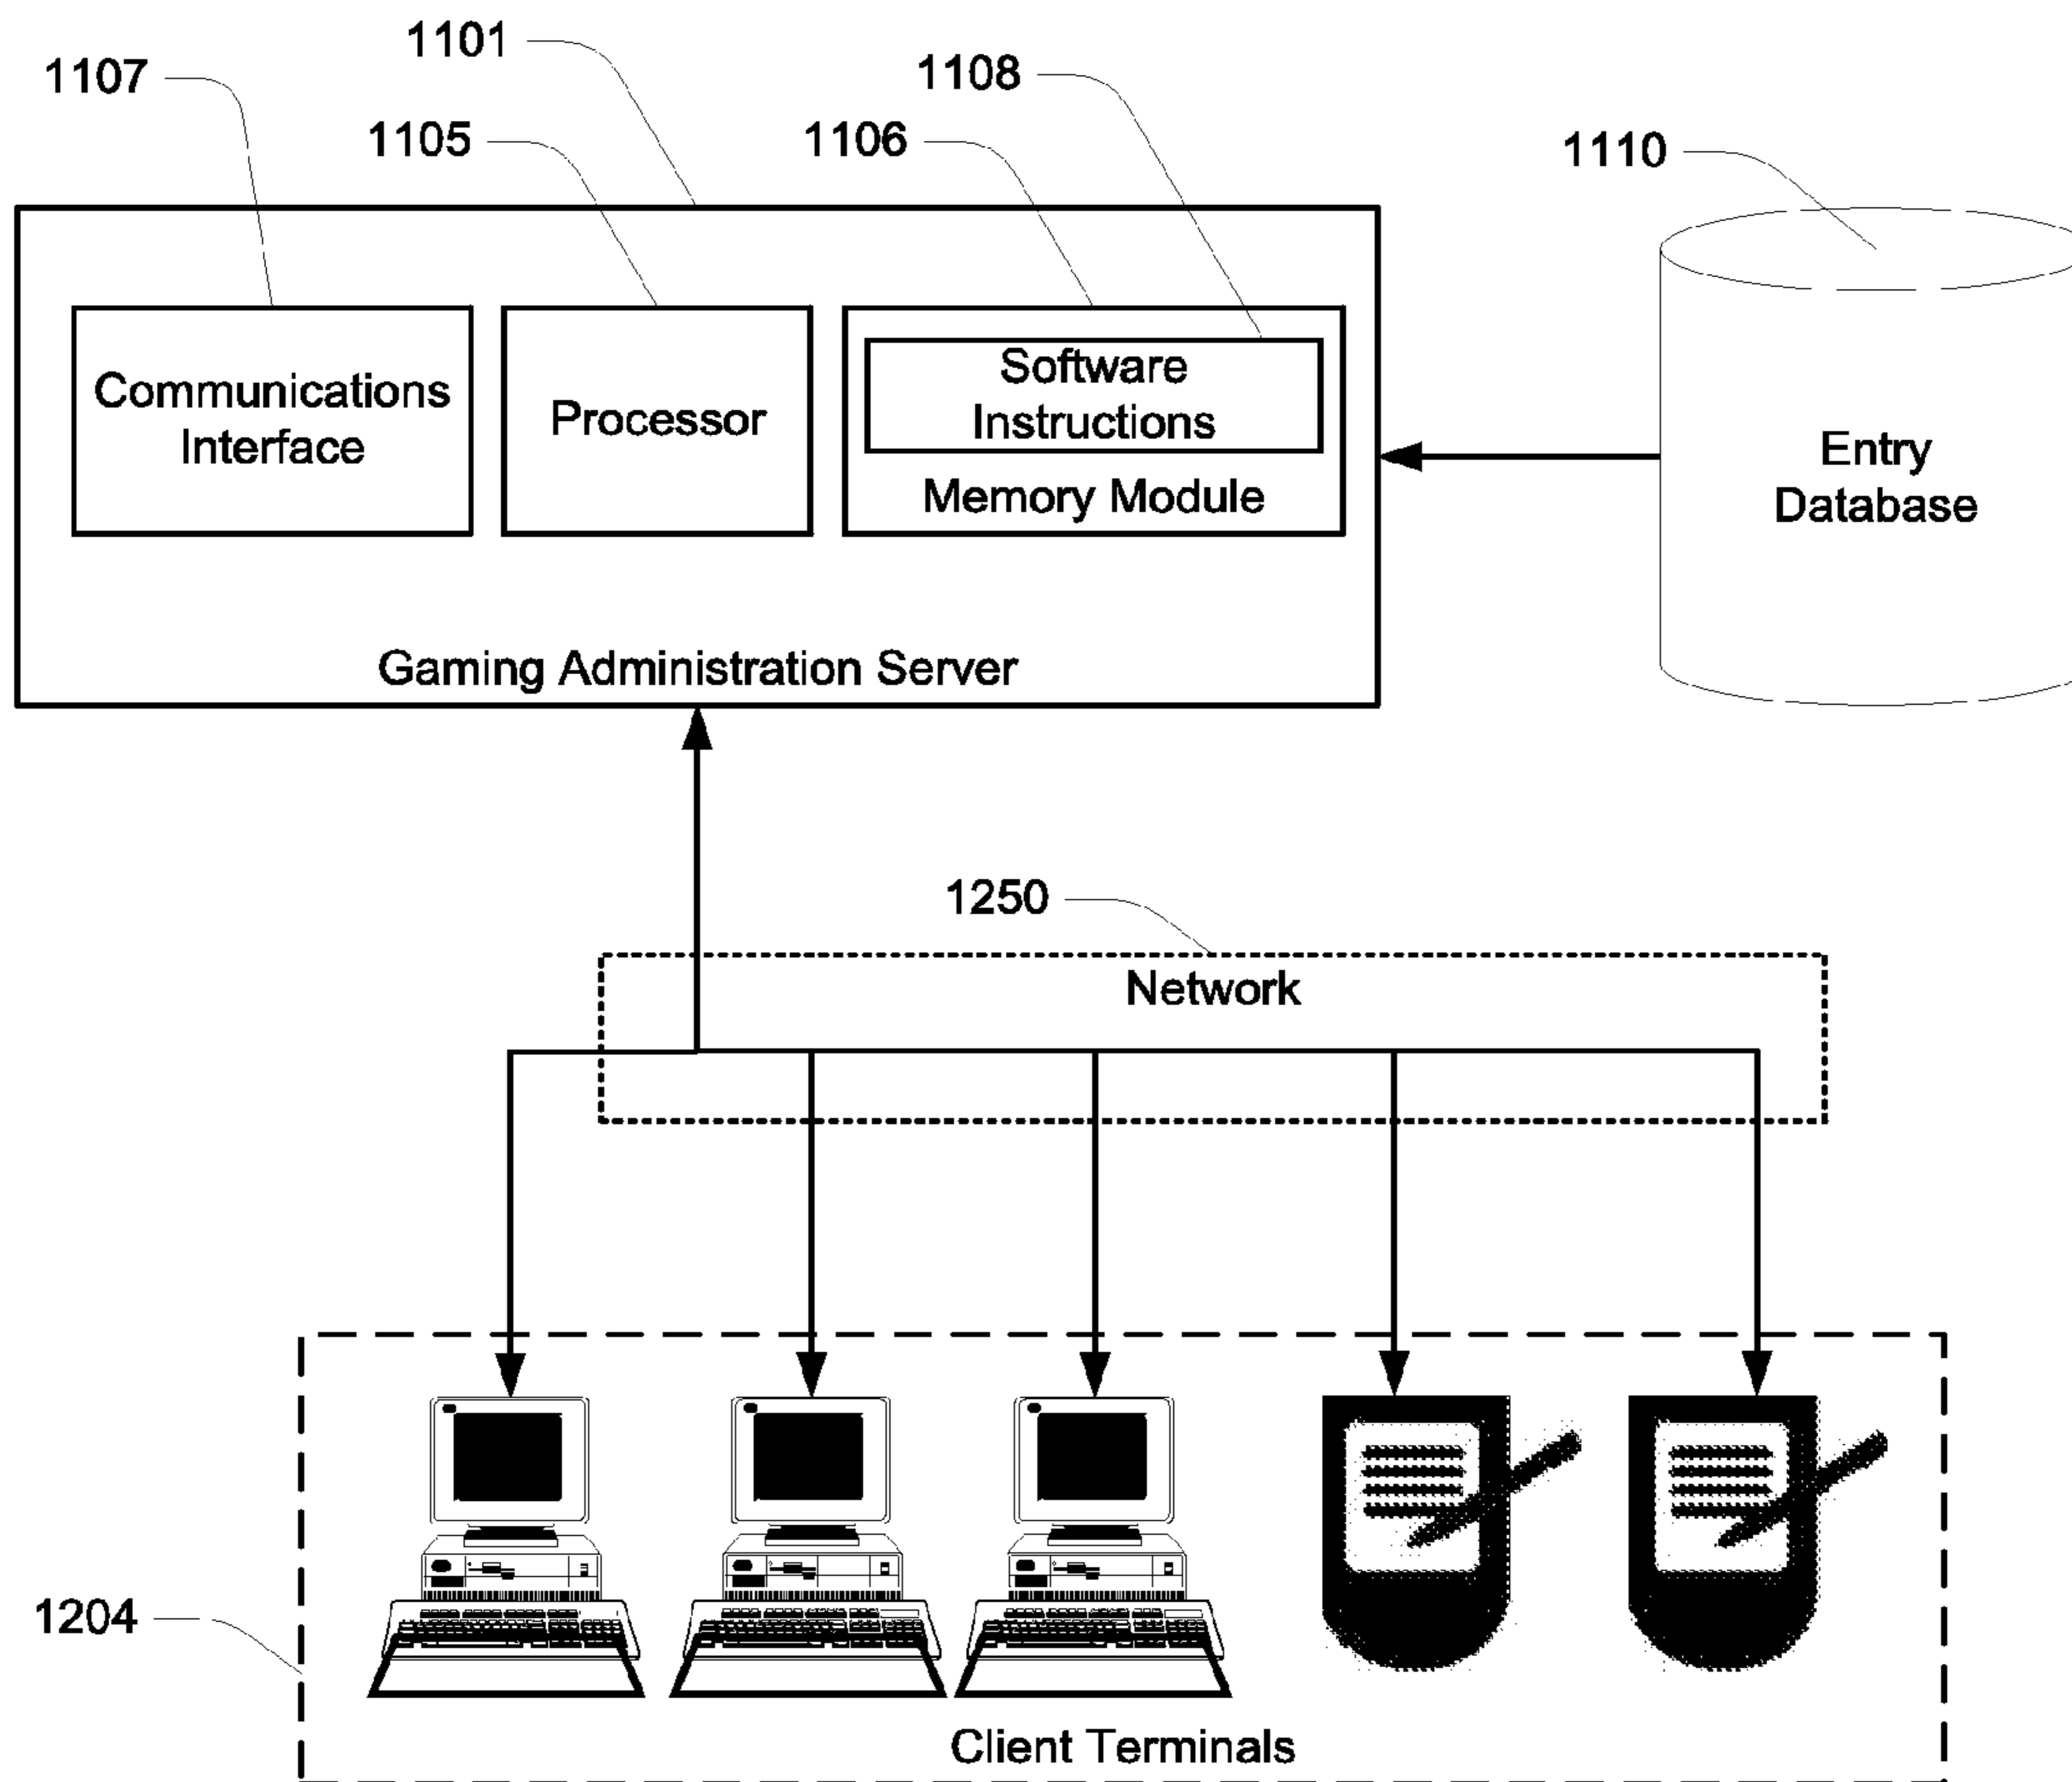 1101
1107
1108
1105
1106
1110
Communications
Interface
Processor
Software
Instructions
Memory Module
Entry
Database
Gaming Administration Server
1250
Network
1204
Client Terminals